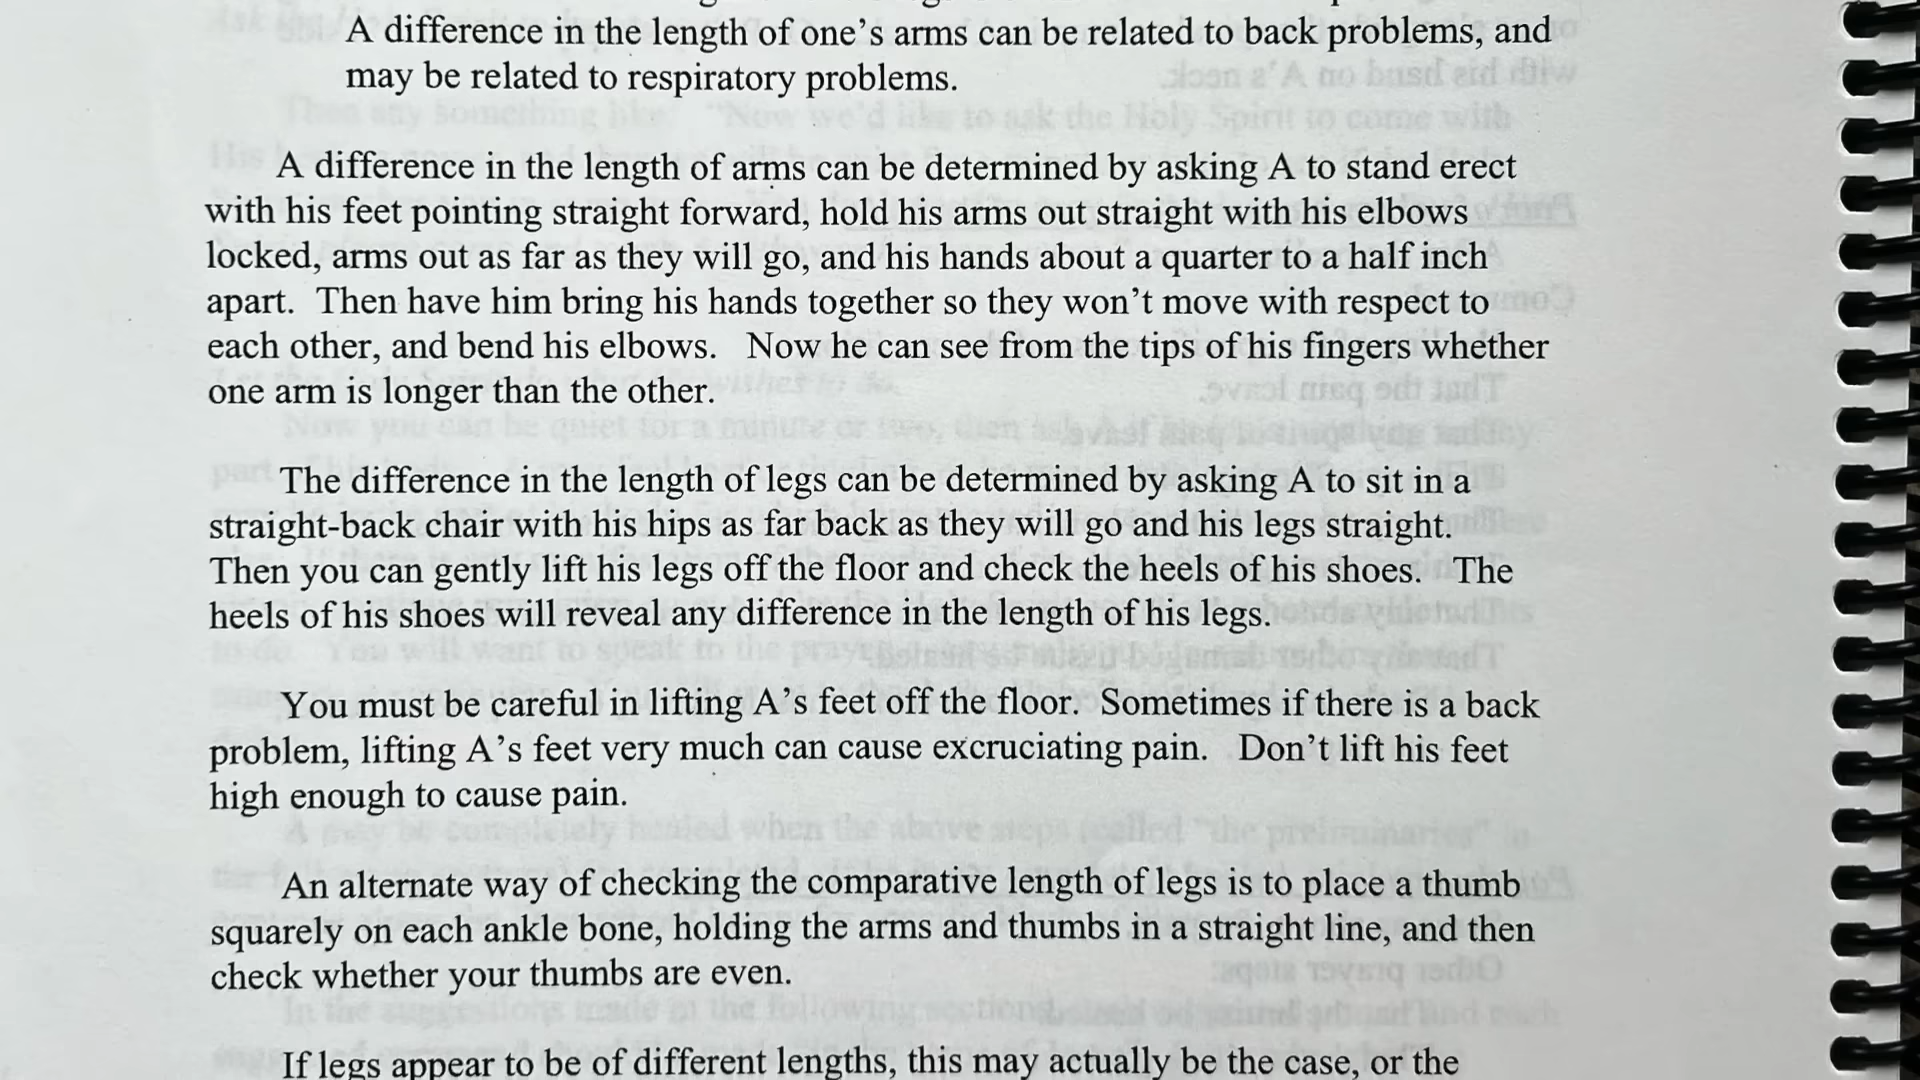 A difference in the length of one's arms can be related to back problems, and
may be related to respiratory problems.
A difference in the length of arms can be determined by asking A to stand erect
with his feet pointing straight forward, hold his arms out straight with his elbows
locked, arms out as far as they will go, and his hands about a quarter to a half inch
apart.  Then have him bring his hands together so they won't move with respect to
each other, and bend his elbows.   Now he can see from the tips of his fingers whether
one arm is longer than the other.
The difference in the length of legs can be determined by asking A to sit in a
straight-back chair with his hips as far back as they will go and his legs straight.
Then you can gently lift his legs off the floor and check the heels of his shoes.   The
heels of his shoes will reveal any difference in the length of his legs.
You must be careful in lifting A's feet off the floor.  Sometimes if there is a back
problem, lifting A's feet very much can cause excruciating pain.   Don't lift his feet
high enough to cause pain.
An alternate way of checking the comparative length of legs is to place a thumb
squarely on each ankle bone, holding the arms and thumbs in a straight line, and then
check whether your thumbs are even.
If legs appear to be of different lengths, this may actually be the case, or the